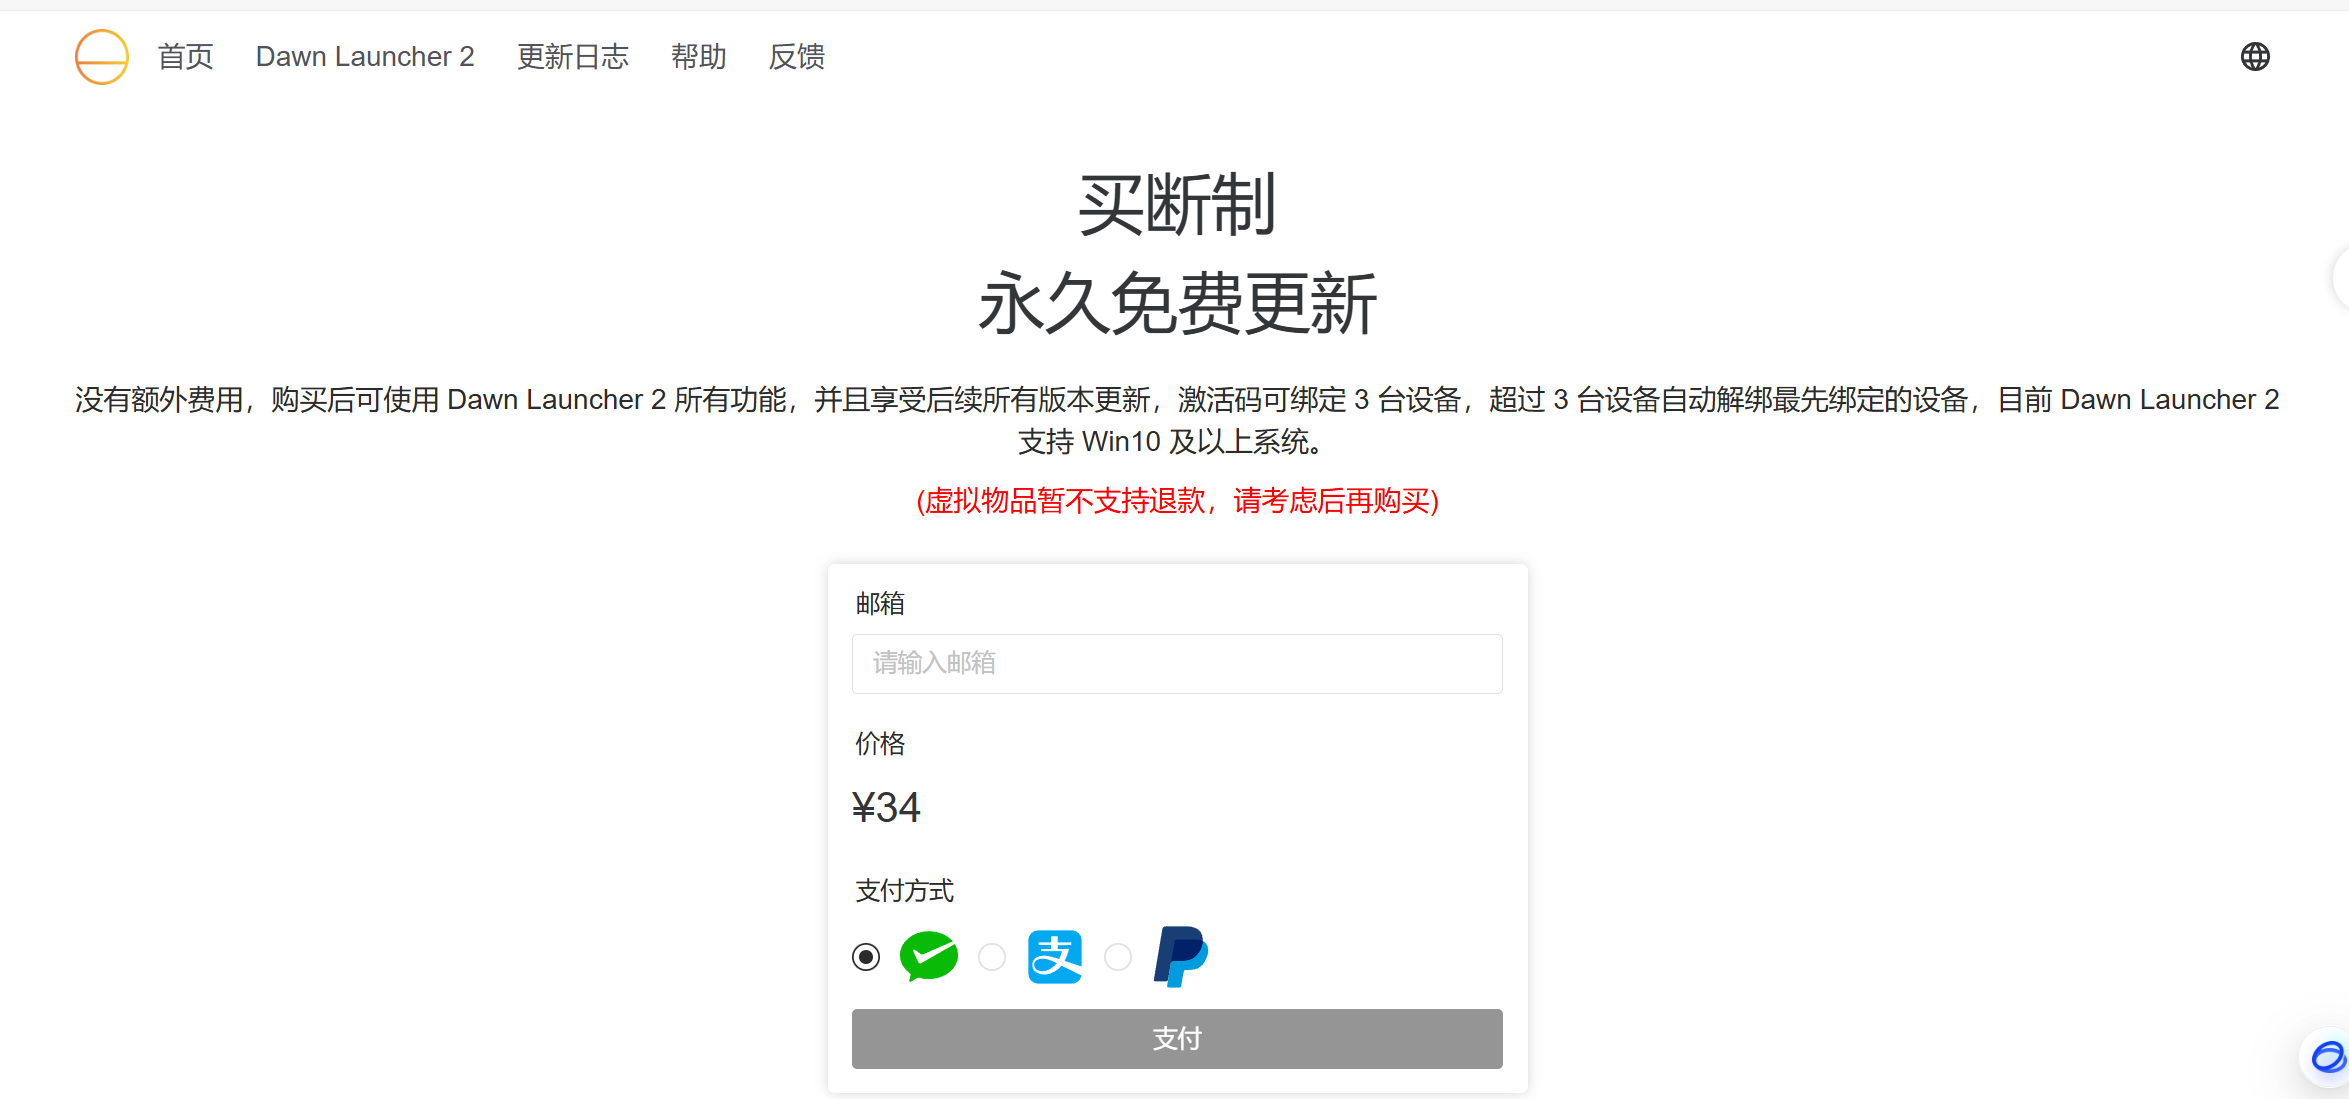 首页 Dawn Launcher 2 更新日志 帮助 反馈
买断制
永久免费更新
没有额外费用，购买后可使用 Dawn Launcher 2 所有功能，并且享受后续所有版本更新，激活码可绑定 3 台设备，超过 3 台设备自动解绑最先绑定的设备，目前 Dawn Launcher 2
支持 Win10 及以上系统。
(虚拟物品暂不支持退款，请考虑后再购买)
邮箱
请输入邮箱
价格
¥34
支付方式
支
支付